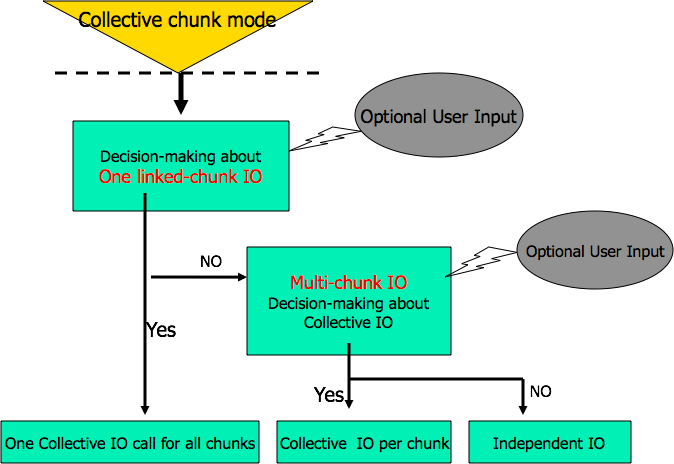 Collective chunk mode
Optional User Input
Decision-making about
One linked-chunk IO
Optional User Input
NO
Multi-chunk IO
Decision-making about
Collective IO
Yes
Yes
NO
One Collective IO call for all chunks
Collective IO per chunk
Independent IO